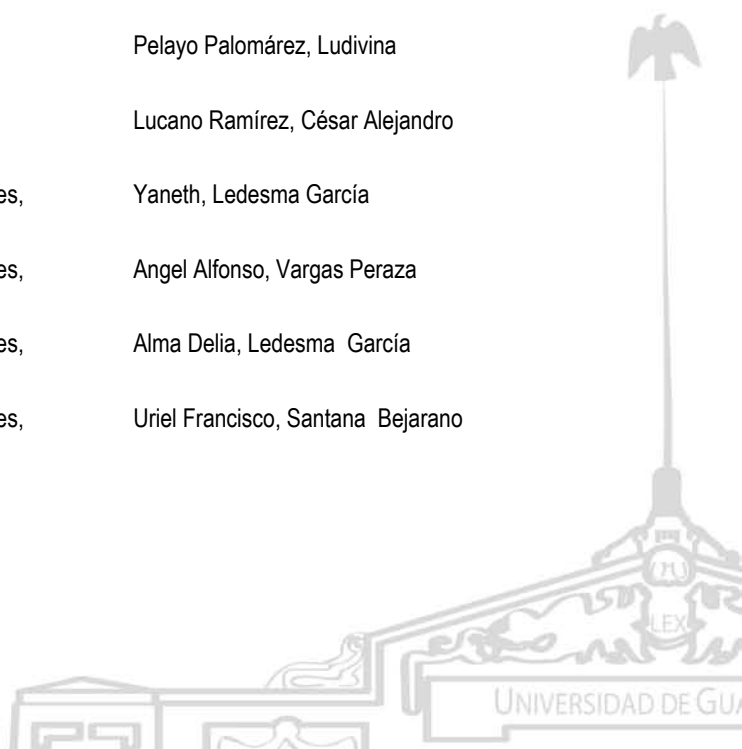 Pelayo Palomárez, Ludivina
Lucano Ramírez, César Alejandro
es, Yaneth, Ledesma García
es, Angel Alfonso, Vargas Peraza
es, Alma Delia, Ledesma García
es, Uriel Francisco, Santana Bejarano
LEX
UNIVERSIDAD DE GUA